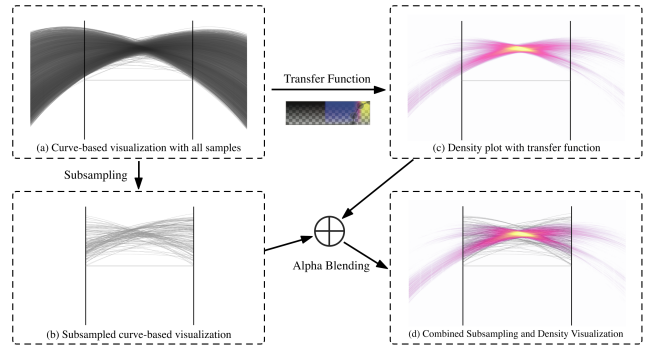 Transfer Function
(a) Curve-based visualization with all samples
(c) Density plot with transfer function
Subsampling
Alpha Blending
(b) Subsampled curve-based visualization
(d) Combined Subsampling and Density Visualization